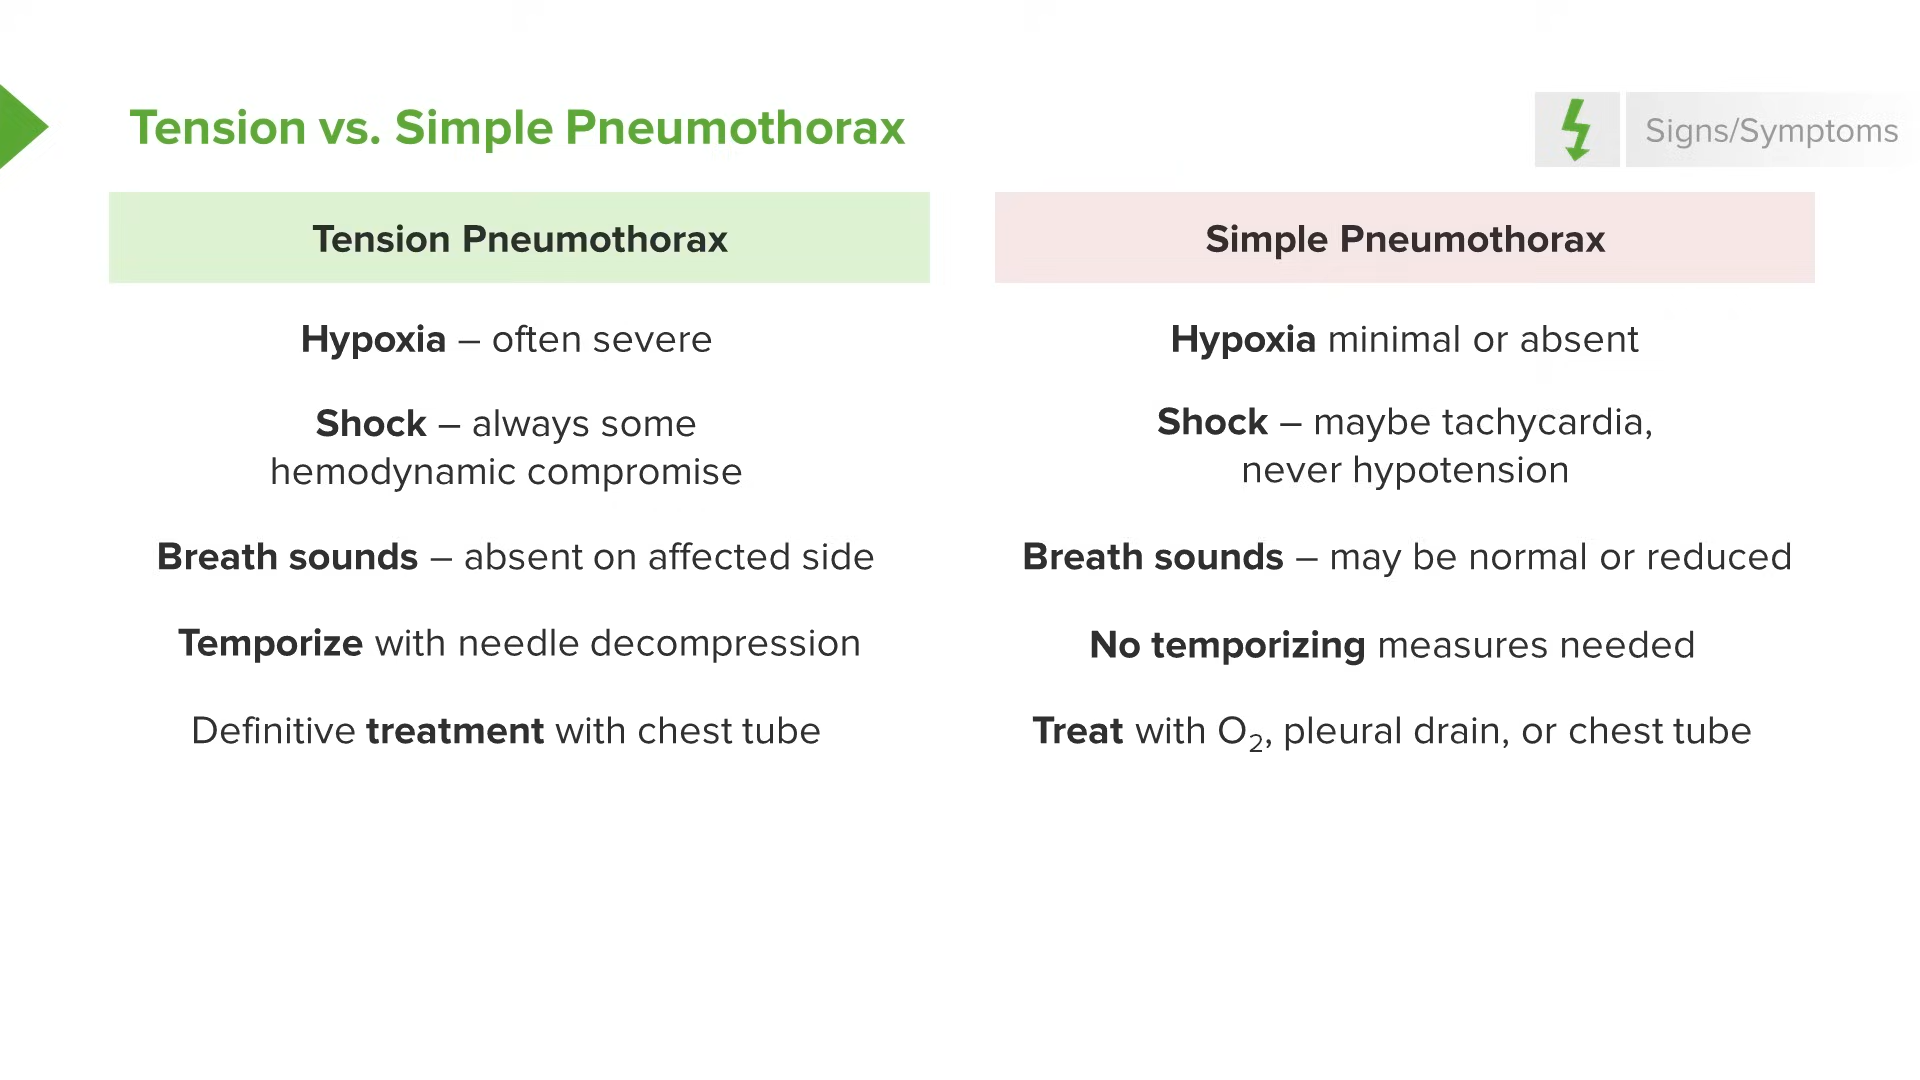 Tension vs. Simple Pneumothorax
Signs/Symptoms
Tension Pneumothorax
Hypoxia – often severe
Shock – always some
hemodynamic compromise
Breath sounds – absent on affected side
Temporize with needle decompression
Definitive treatment with chest tube
Simple Pneumothorax
Hypoxia minimal or absent
Shock – maybe tachycardia,
never hypotension
Breath sounds – may be normal or reduced
No temporizing measures needed
Treat with O₂, pleural drain, or chest tube